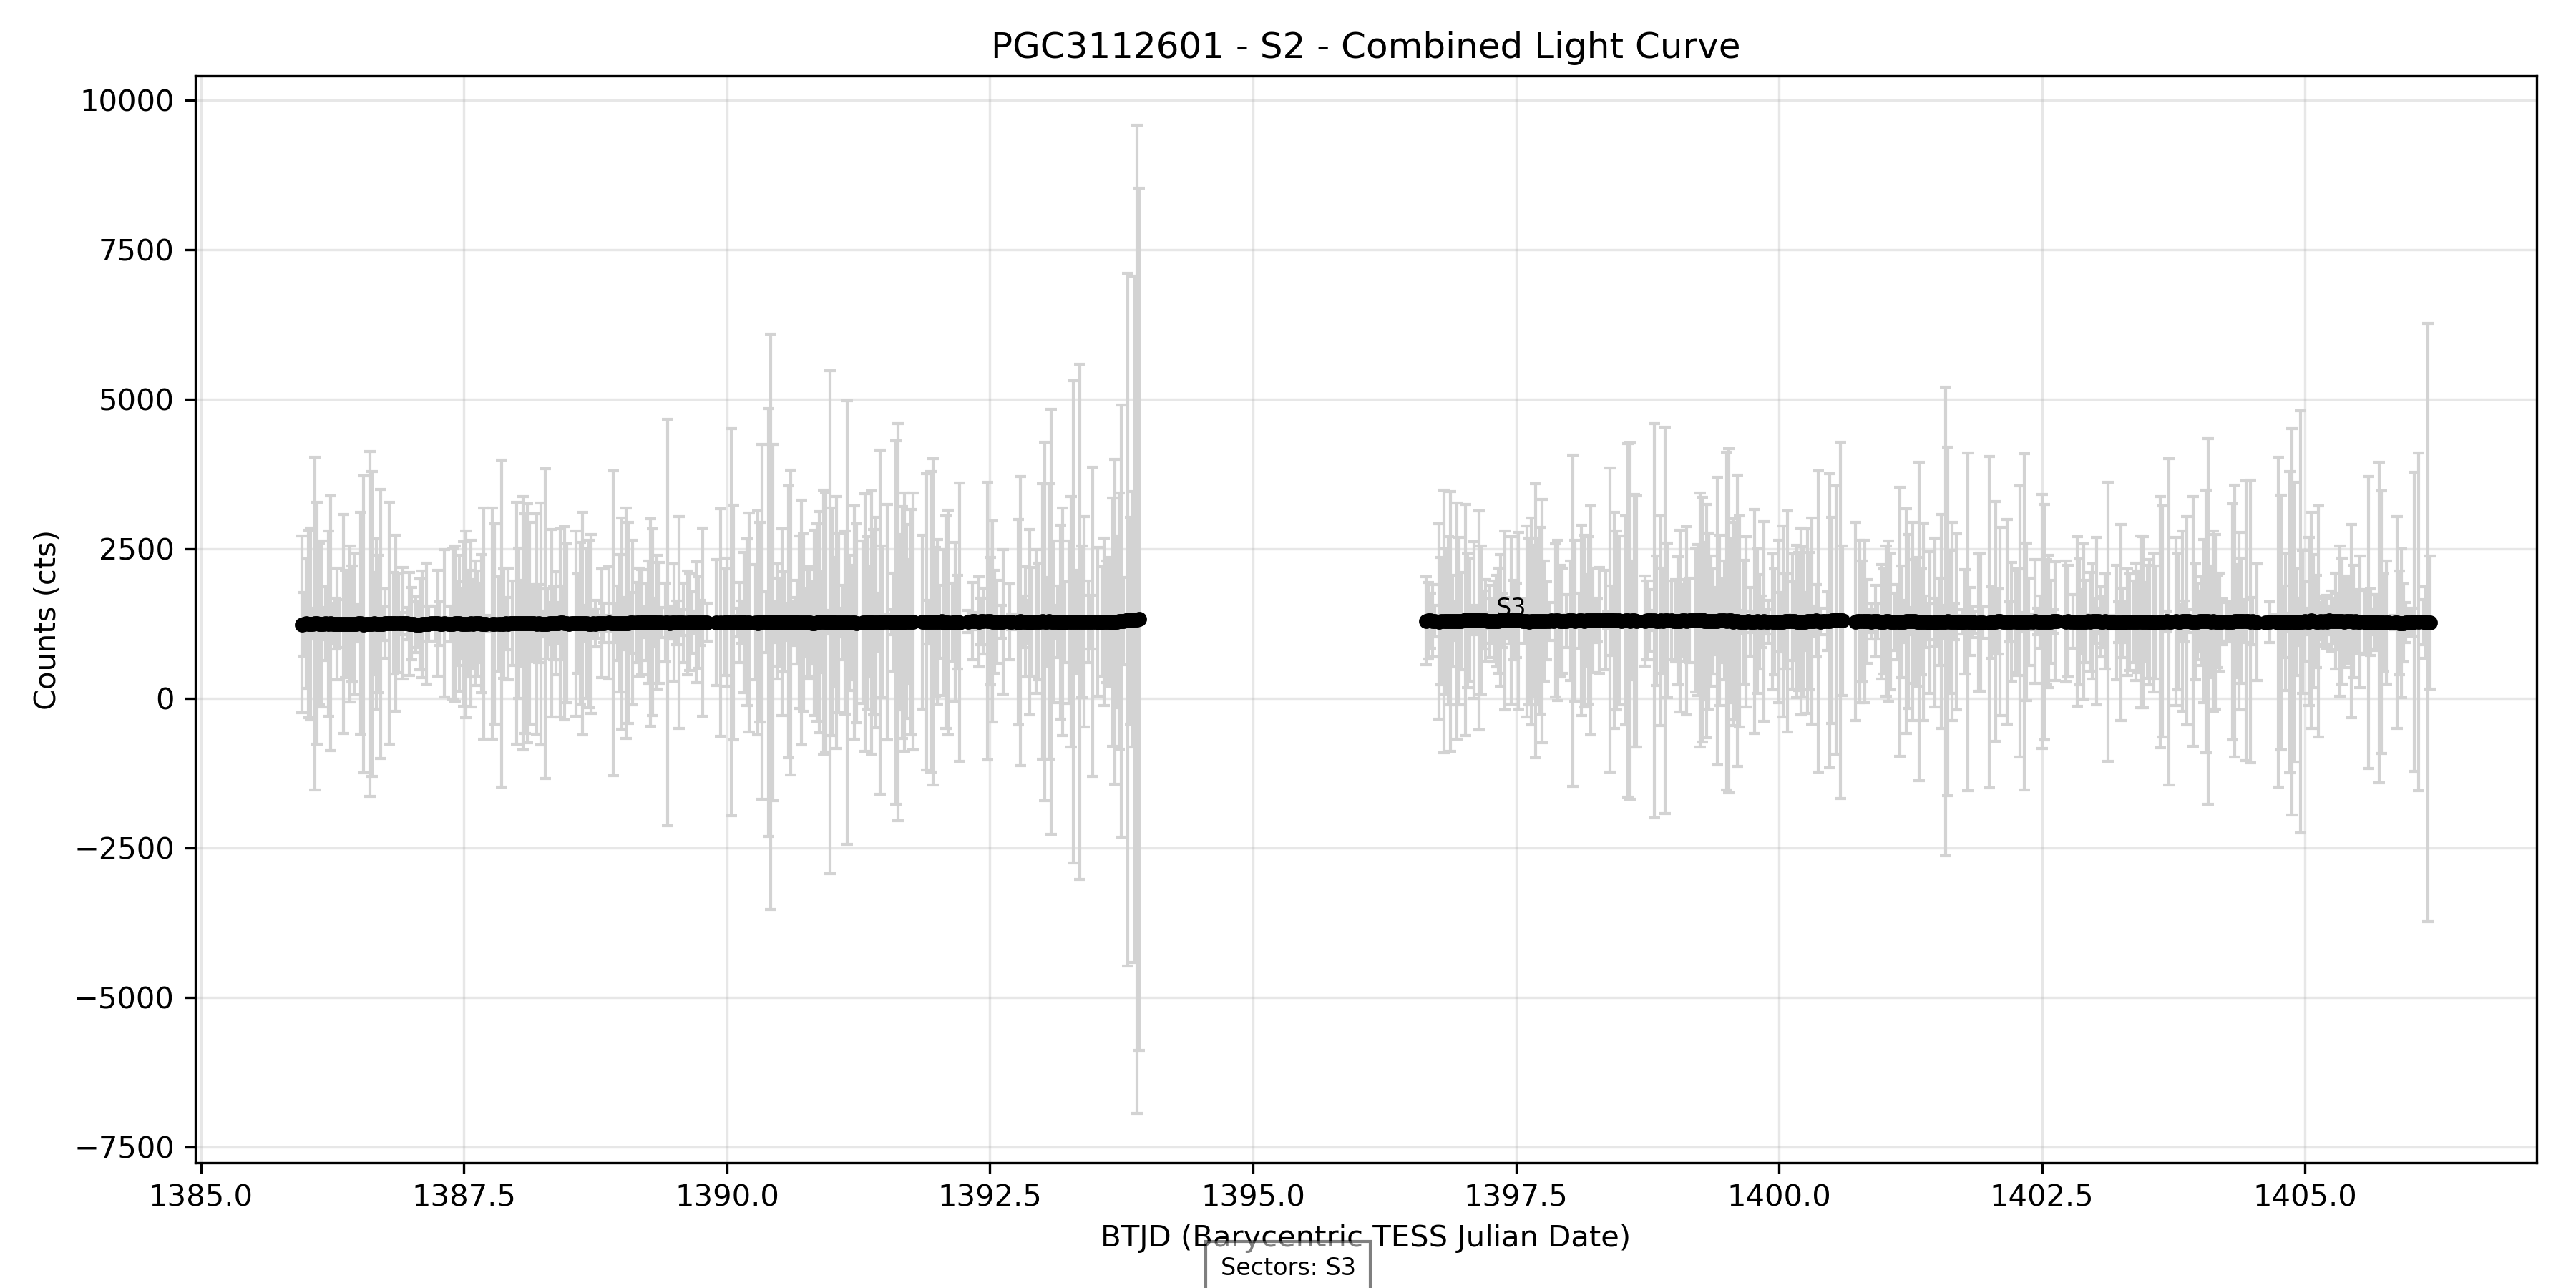 PGC3112601 - S2 - Combined Light Curve
Counts (cts)
10000
7500
5000
2500
0
−2500
−5000
−7500
S3
1385.0 1387.5 1390.0 1392.5 1395.0 1397.5 1400.0 1402.5 1405.0
BTJD (Barycentric TESS Julian Date)
Sectors: S3